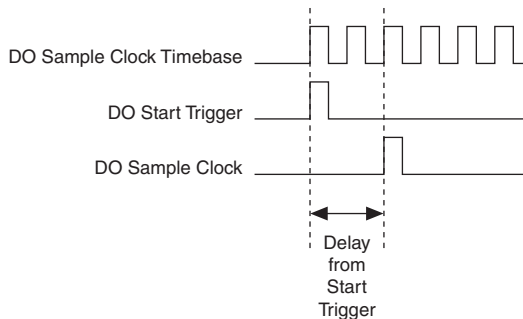 DO Sample Clock Timebase
DO Start Trigger
DO Sample Clock
Delay
from
Start
Trigger